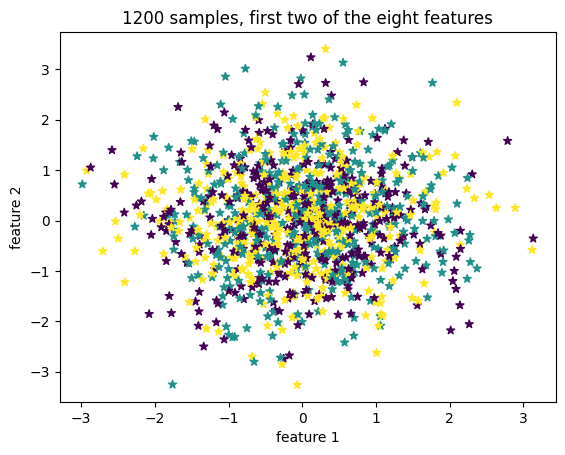 1200 samples, first two of the eight features
3
2
1
0
−1
−2
−3
feature 2
−3 −2 −1 0 1 2 3
feature 1